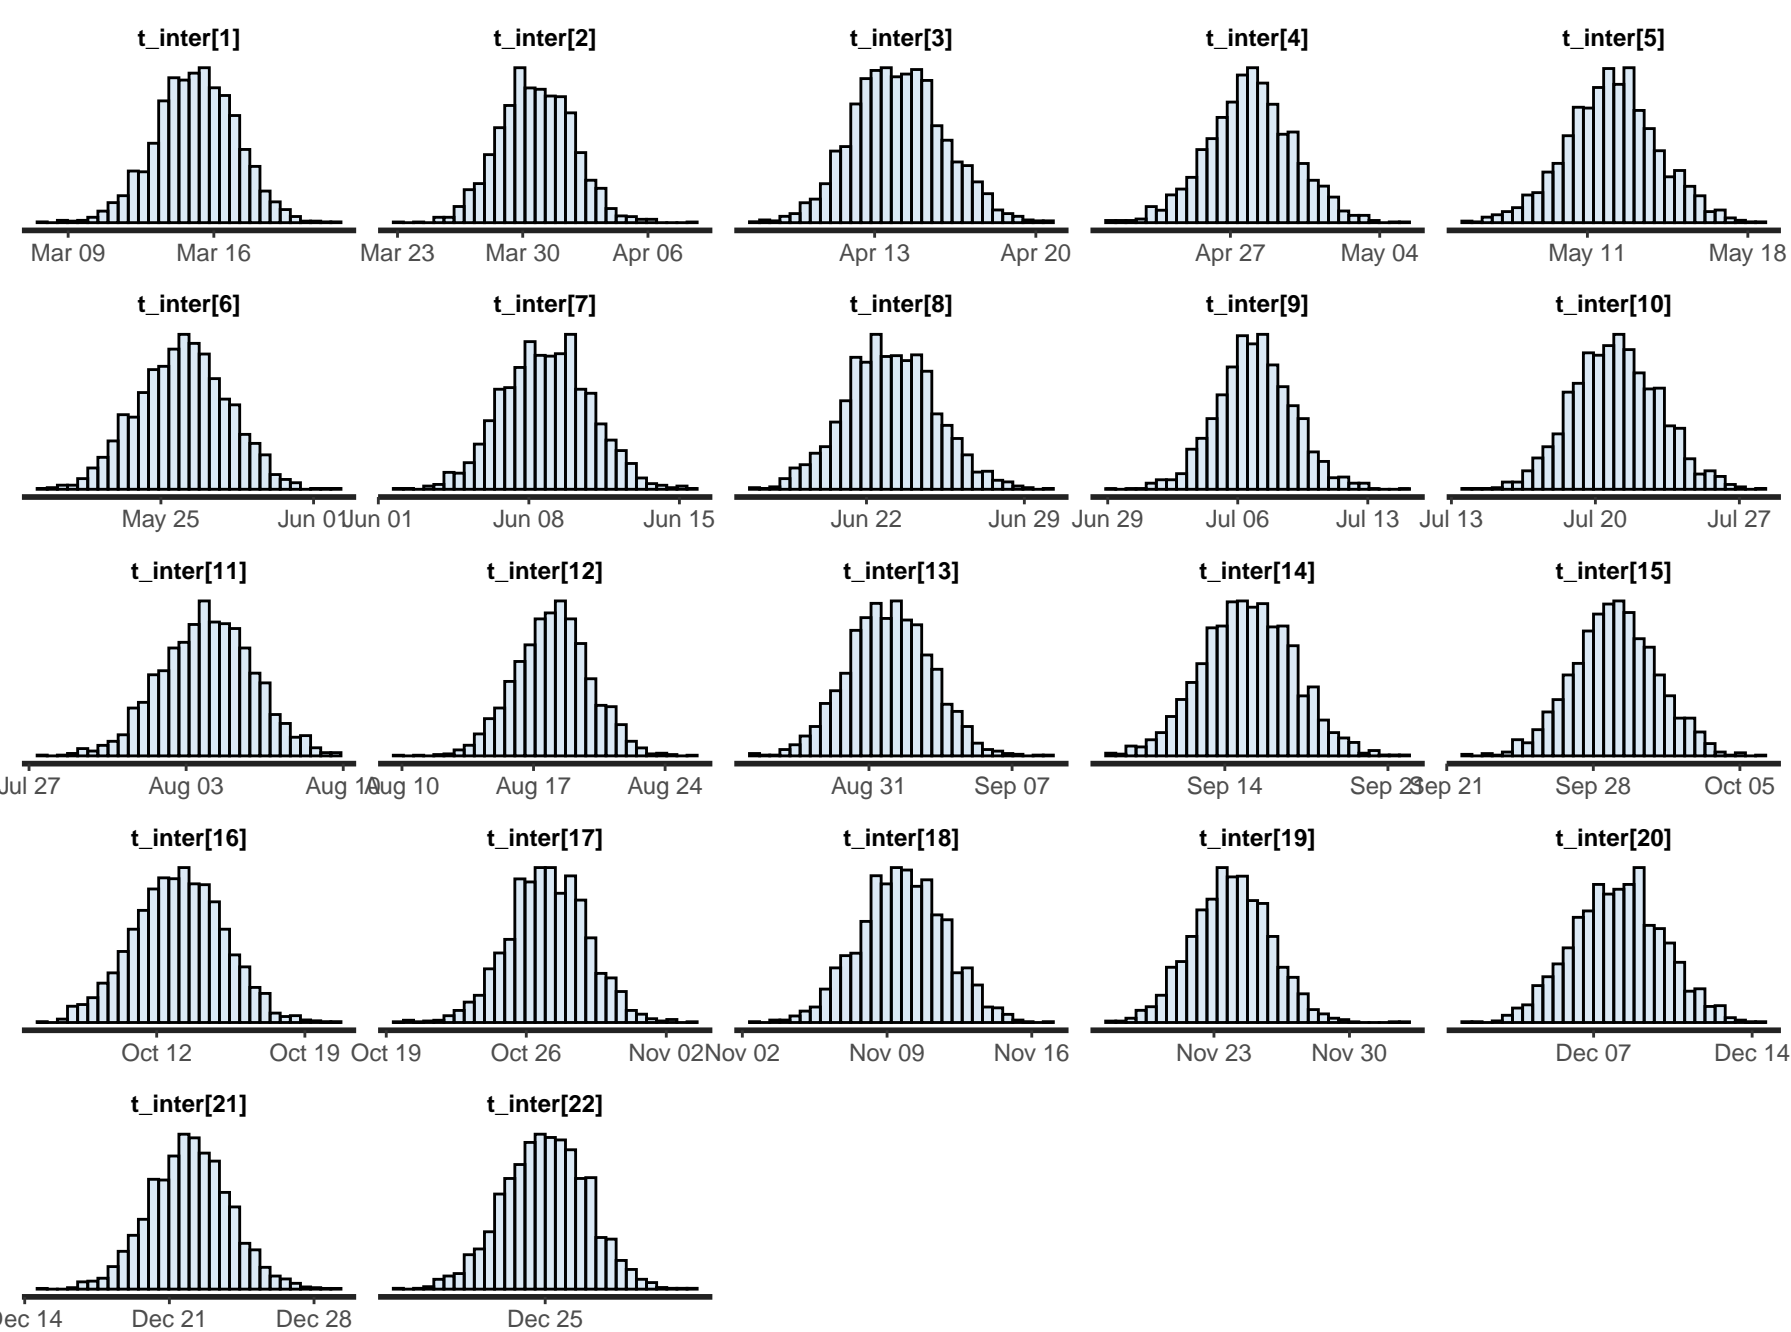 t_inter[1] t_inter[2] t_inter[3] t_inter[4] t_inter[5]
Mar 09 Mar 16 Mar 23 Mar 30 Apr 06 Apr 13 Apr 20 Apr 27 May 04 May 11 May 18
t_inter[6] t_inter[7] t_inter[8] t_inter[9] t_inter[10]
May 25 Jun 01 Jun 01 Jun 08 Jun 15 Jun 22 Jun 29 Jun 29 Jul 06 Jul 13 Jul 13 Jul 20 Jul 27
t_inter[11] t_inter[12] t_inter[13] t_inter[14] t_inter[15]
Jul 27 Aug 03 Aug 10 Aug 10 Aug 17 Aug 24 Aug 31 Sep 07 Sep 14 Sep 21 Sep 21 Sep 28 Oct 05
t_inter[16] t_inter[17] t_inter[18] t_inter[19] t_inter[20]
Oct 12 Oct 19 Oct 19 Oct 26 Nov 02 Nov 02 Nov 09 Nov 16 Nov 23 Nov 30 Dec 07 Dec 14
t_inter[21] t_inter[22]
Dec 14 Dec 21 Dec 28 Dec 25